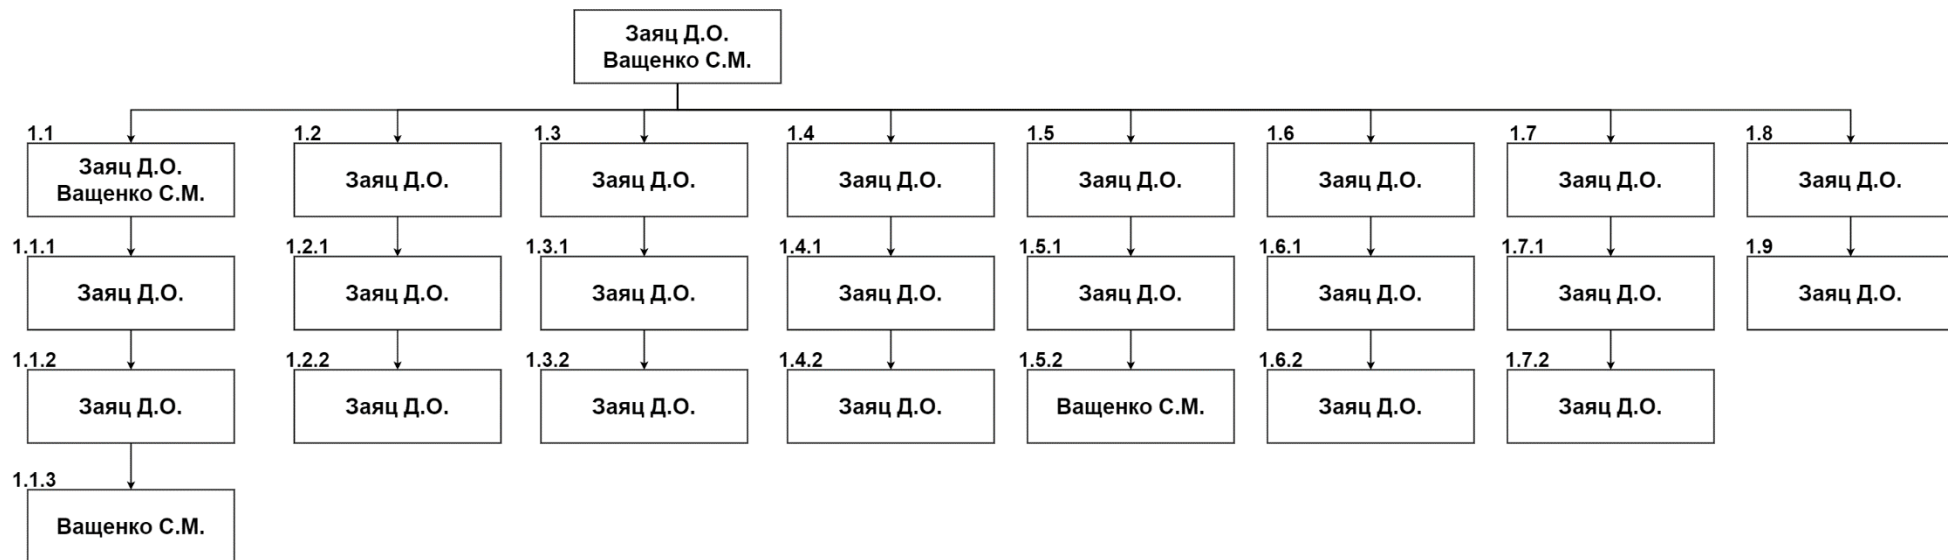 Заяц Д.О.
Ващенко С.М.
1.1
1.2
1.3
1.4
1.5
1.6
1.7
1.8
Заяц Д.О.
Ващенко С.М.
Заяц Д.О.
Заяц Д.О.
Заяц Д.О.
Заяц Д.О.
Заяц Д.О.
Заяц Д.О.
Заяц Д.О.
1.1.1
1.2.1
1.3.1
1.4.1
1.5.1
1.6.1
1.7.1
1.9
Заяц Д.О.
Заяц Д.О.
Заяц Д.О.
Заяц Д.О.
Заяц Д.О.
Заяц Д.О.
Заяц Д.О.
Заяц Д.О.
1.1.2
1.2.2
1.3.2
1.4.2
1.5.2
1.6.2
1.7.2
Заяц Д.О.
Заяц Д.О.
Заяц Д.О.
Заяц Д.О.
Ващенко С.М.
Заяц Д.О.
Заяц Д.О.
1.1.3
Ващенко С.М.